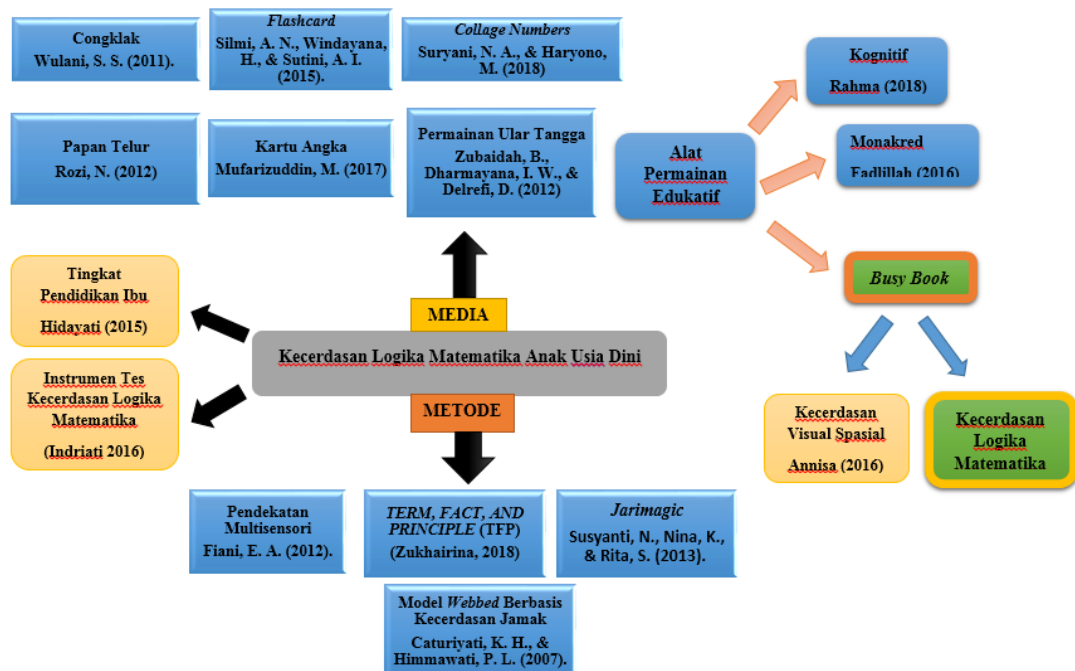 Congklak
Wulani, S. S. (2011).
Flashcard
Silmi, A. N., Windayana,
H., & Sutini, A. I.
(2015).
Collage Numbers
Suryani, N. A., & Haryono,
M. (2018)
Papan Telur
Rozi, N. (2012)
Kartu Angka
Mufarizuddin, M. (2017)
Permainan Ular Tangga
Zubaidah, B.,
Dharmayana, I. W., &
Delrefi, D. (2012)
Alat
Permainan
Edukatif
Kognitif
Rahma (2018)
Monakred
Fadlillah (2016)
Busy Book
Kecerdasan
Visual Spasial
Annisa (2016)
Kecerdasan
Logika
Matematika
Tingkat
Pendidikan Ibu
Hidayati (2015)
Instrumen Tes
Kecerdasan Logika
Matematika
(Indriati 2016)
MEDIA
Kecerdasan Logika Matematika Anak Usia Dini
METODE
Pendekatan
Multisensori
Fiani, E. A. (2012).
TERM, FACT, AND
PRINCIPLE (TFP)
(Zukhairina, 2018)
Jarimagic
Susyanti, N., Nina, K.,
& Rita, S. (2013).
Model Webbed Berbasis
Kecerdasan Jamak
Caturiyati, K. H., &
Himmawati, P. L. (2007).